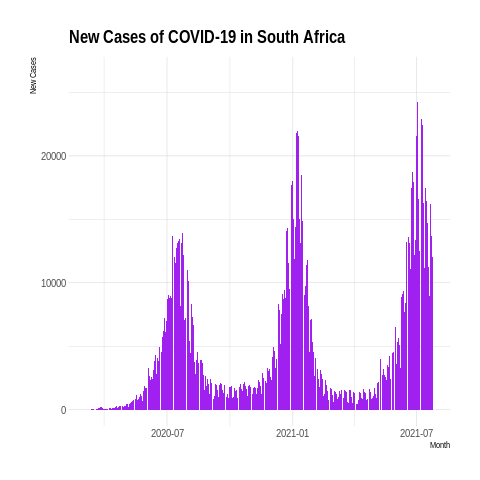 New Cases of COVID-19 in South Africa
New Cases
20000
10000
0
2020-07 2021-01 2021-07
Month